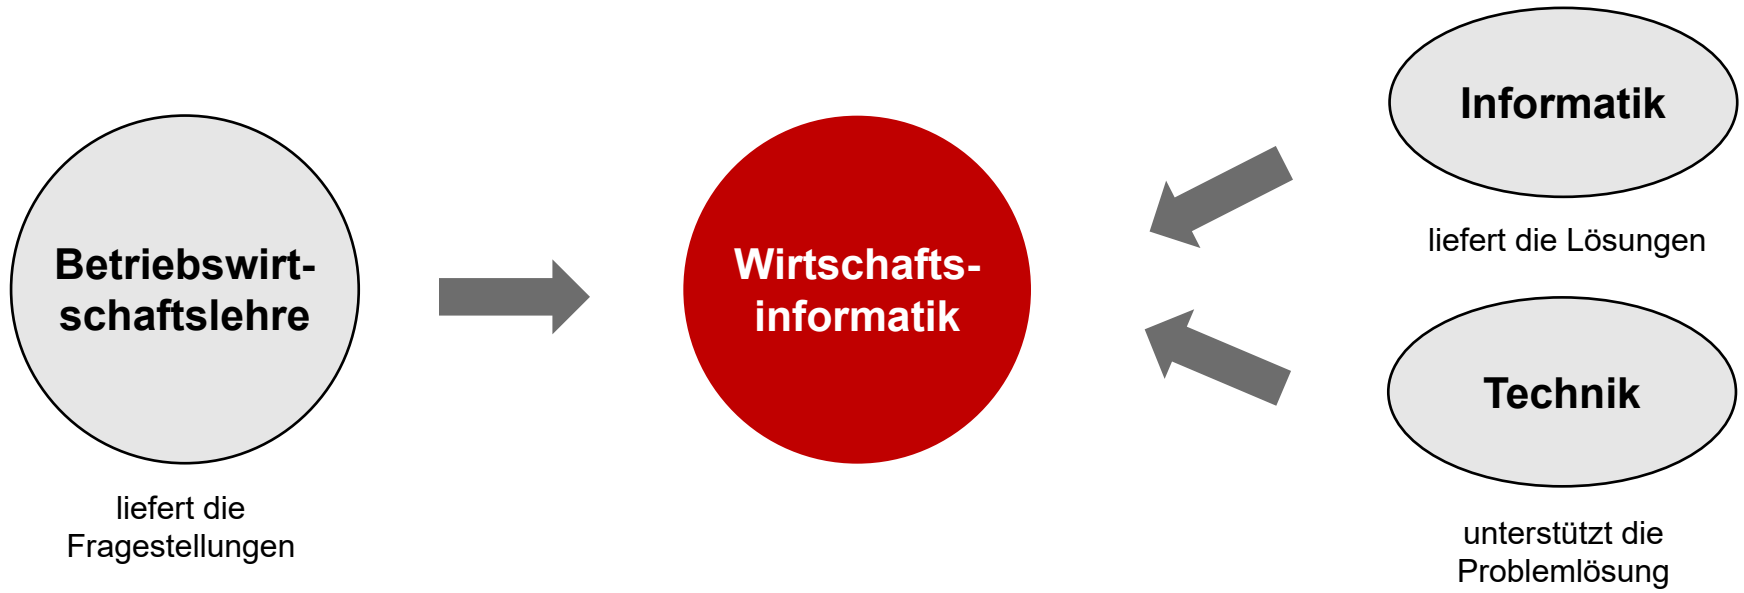 Betriebswirt-
schaftslehre
liefert die
Fragestellungen
Wirtschafts-
informatik
Informatik
liefert die Lösungen
Technik
unterstützt die
Problemlösung